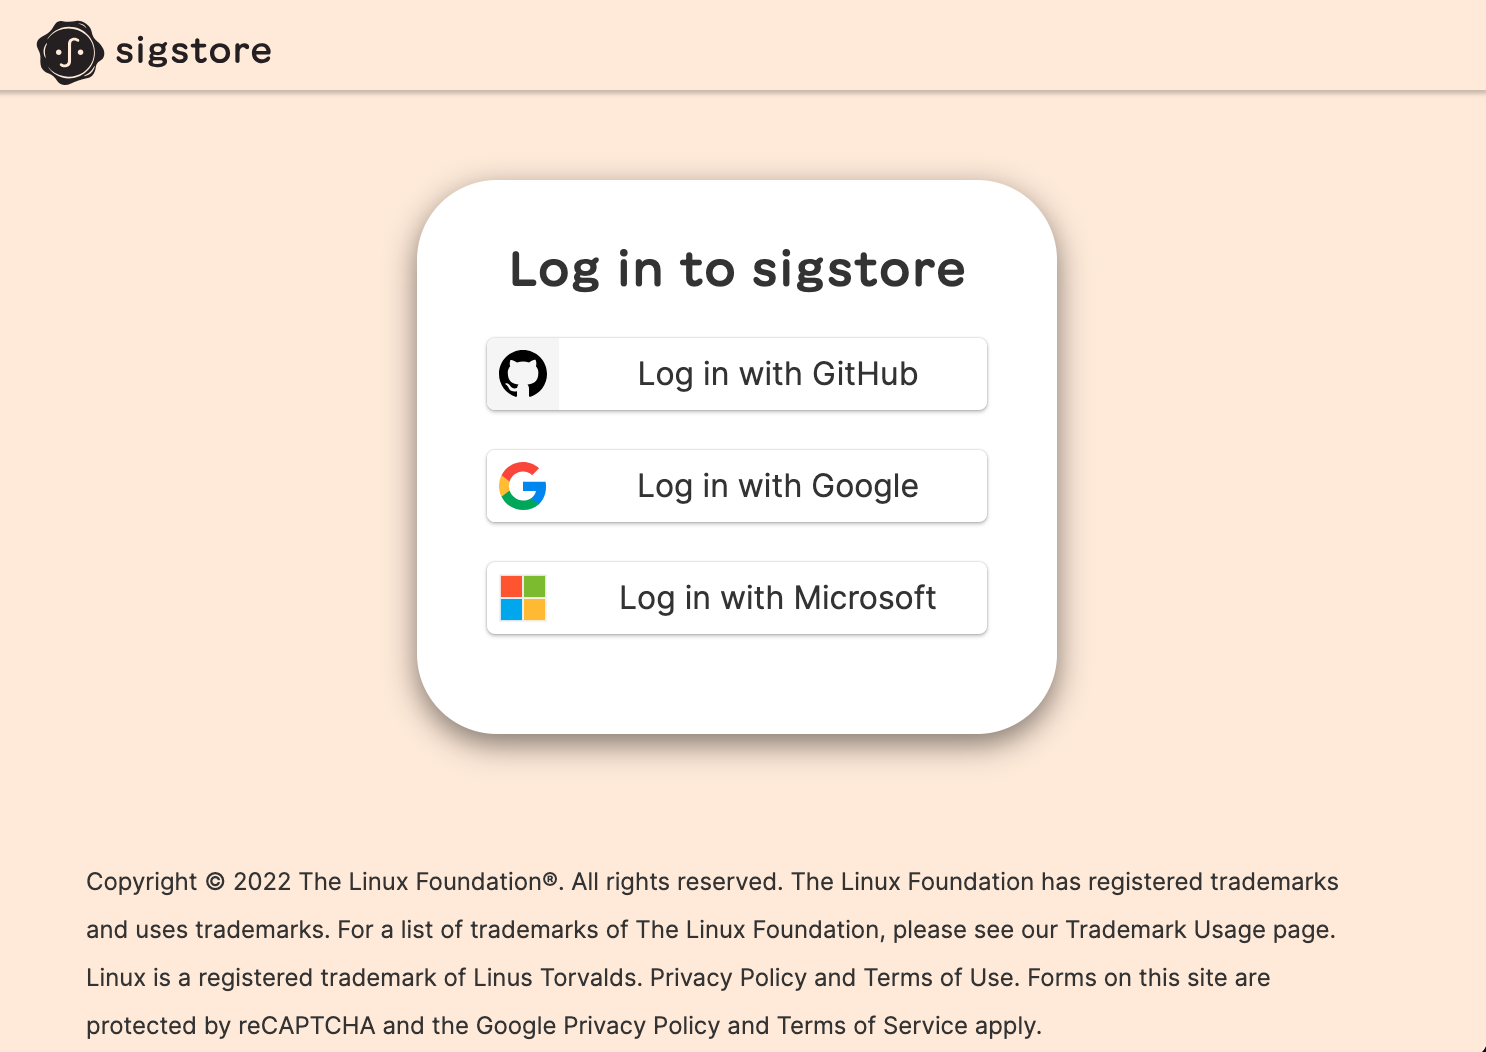 sigstore
Log in to sigstore
Log in with GitHub
Log in with Google
Log in with Microsoft
Copyright © 2022 The Linux Foundation®. All rights reserved. The Linux Foundation has registered trademarks
and uses trademarks. For a list of trademarks of The Linux Foundation, please see our Trademark Usage page.
Linux is a registered trademark of Linus Torvalds. Privacy Policy and Terms of Use. Forms on this site are
protected by reCAPTCHA and the Google Privacy Policy and Terms of Service apply.